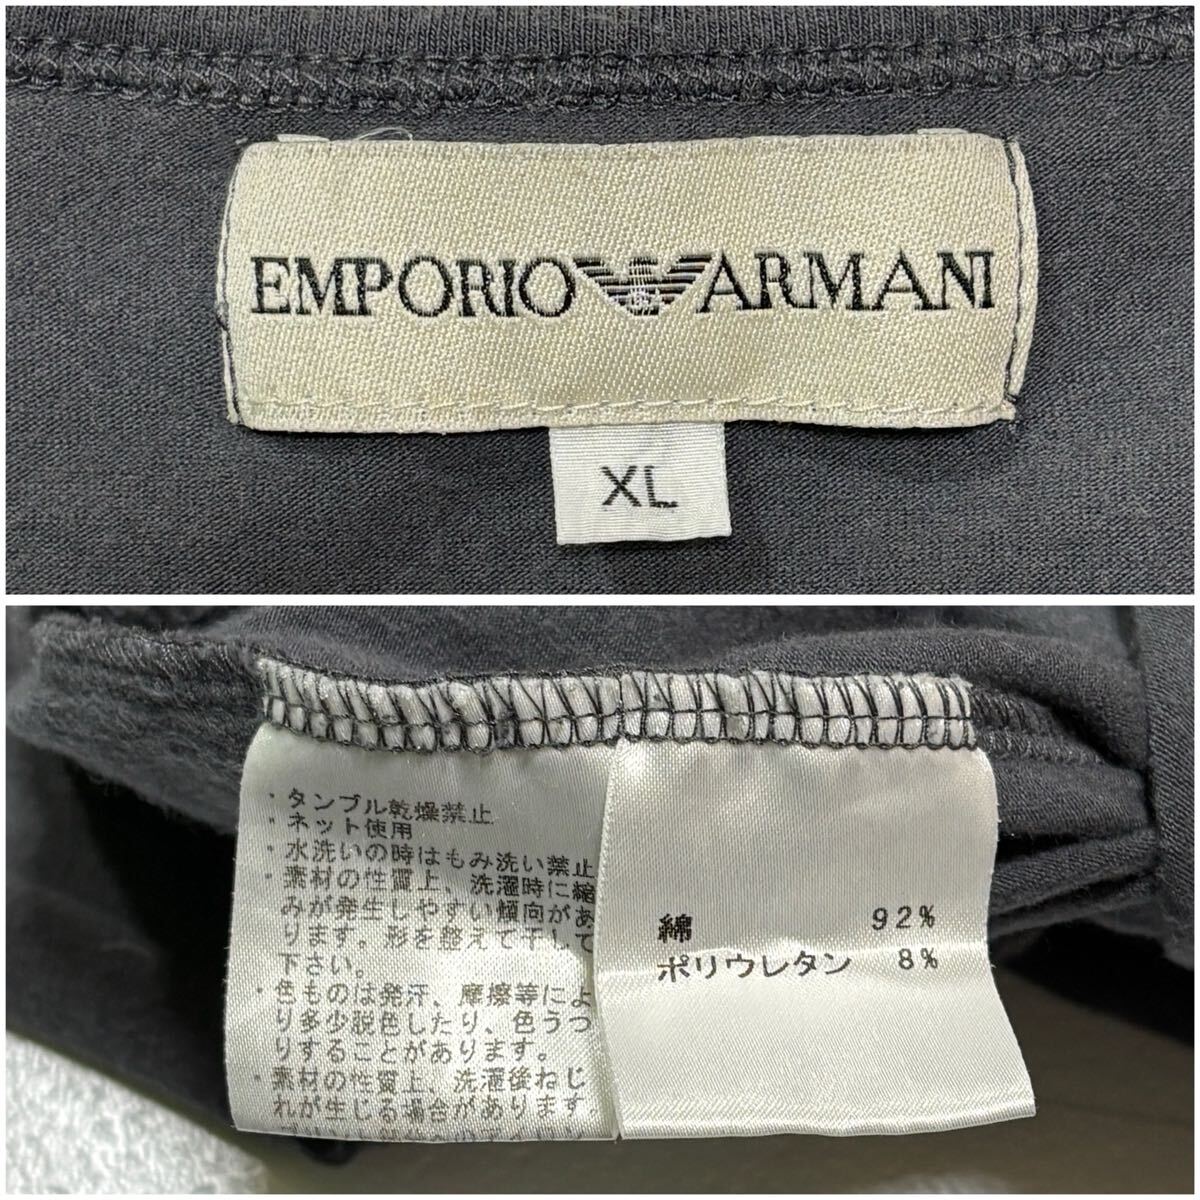 EMPORIO ARMANI
XL
・タンブル乾燥禁止
・ネット使用
・水洗いの時はもみ洗い禁止
・素材の性質上、洗濯時に縮
みが発生しやすい傾向があ
ります。形を整えて干して
下さい。
・色ものは発汗、摩擦等によ
り多少脱色したり、色うつ
りすることがあります。
・素材の性質上、洗濯後ねじ
れが生じる場合があります
綿 92%
ポリウレタン 8%